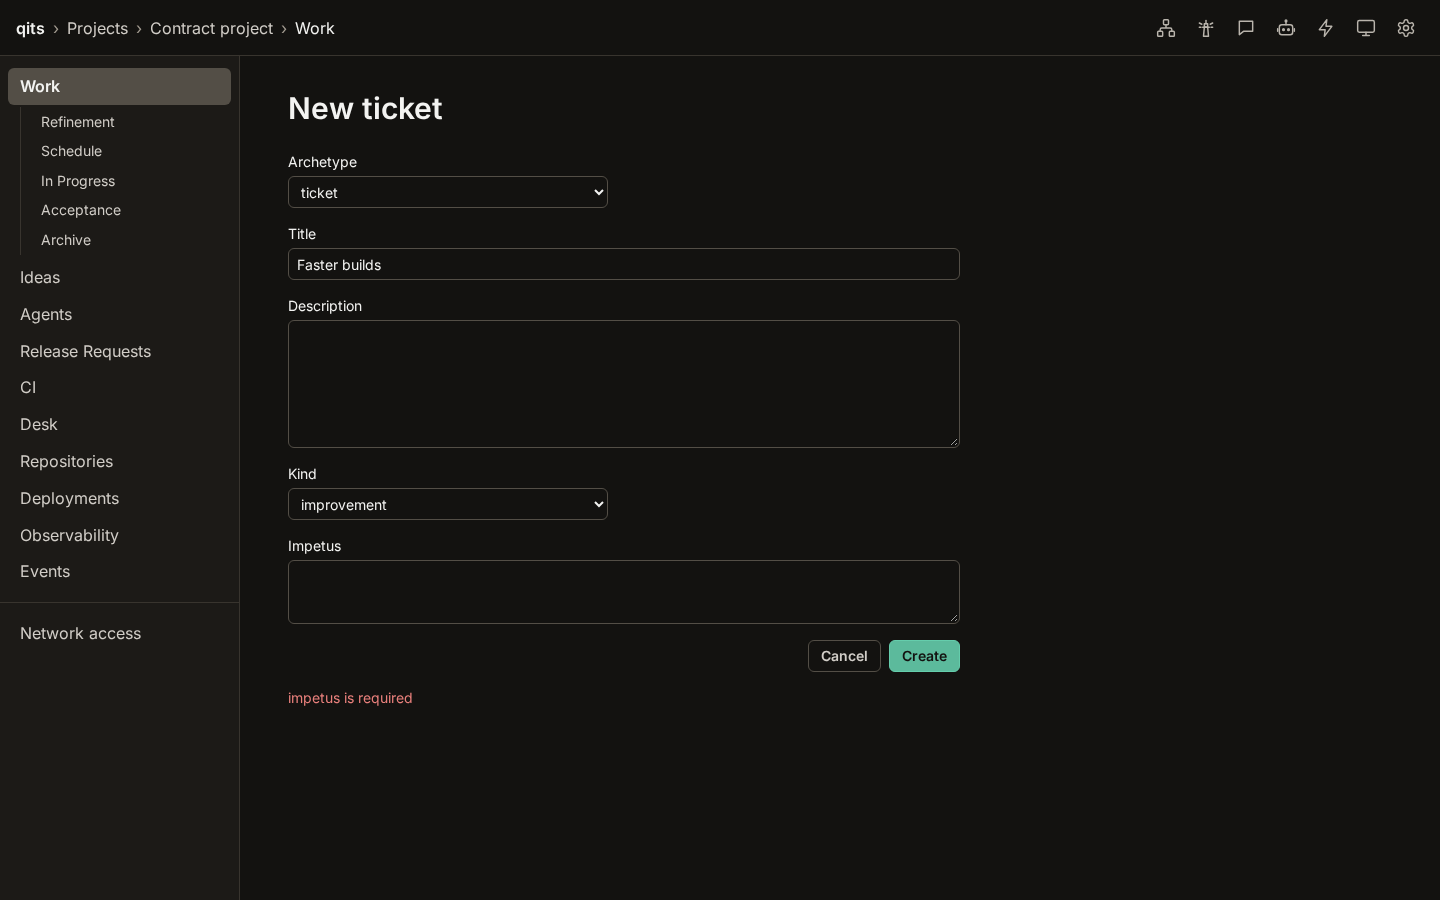 qits › Projects › Contract project › Work
Work
Refinement
Schedule
In Progress
Acceptance
Archive
Ideas
Agents
Release Requests
CI
Desk
Repositories
Deployments
Observability
Events
Network access
New ticket
Archetype
ticket
Title
Faster builds
Description
Kind
improvement
Impetus
Cancel Create
impetus is required